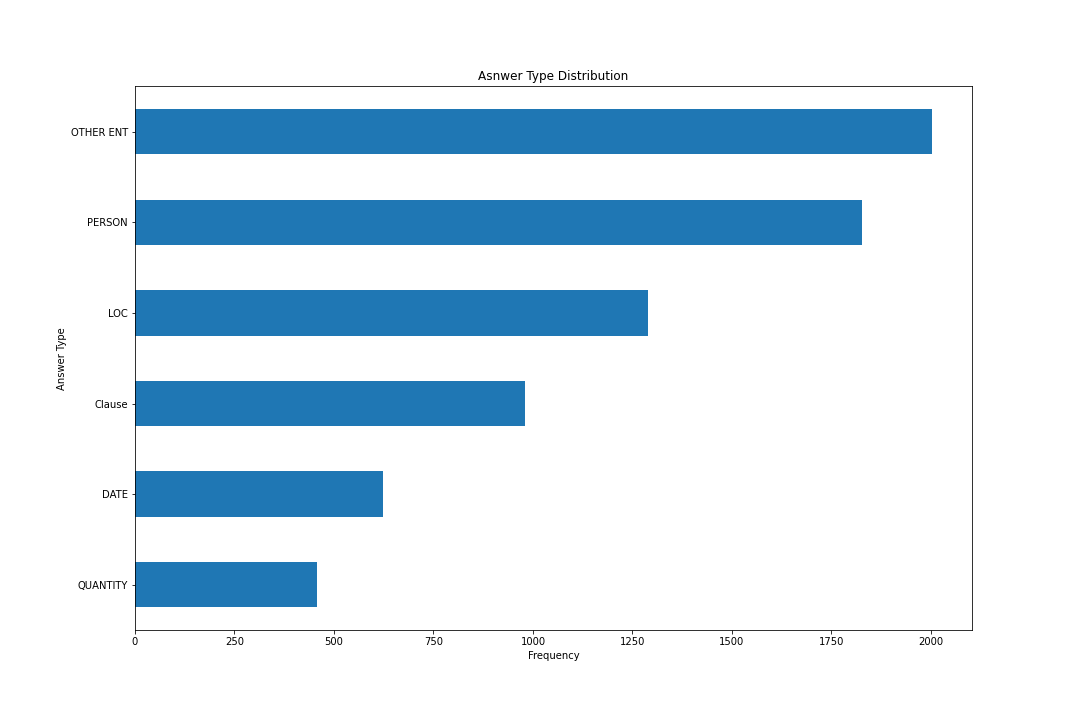 Asnwer Type Distribution
OTHER ENT
PERSON
LOC
Clause
DATE
QUANTITY
Answer Type
0 250 500 750 1000 1250 1500 1750 2000
Frequency